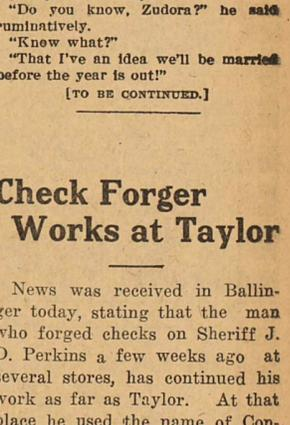 "Do you know, Zudora?" he said
ruminatively.
"Know what?"
"That I've an idea we'll be married
before the year is out!"
[TO BE CONTINUED.]
Check Forger
Works at Taylor
News was received in Ballin-
ger today, stating that the man
who forged checks on Sheriff J.
D. Perkins a few weeks ago at
several stores, has continued his
work as far as Taylor. At that
place he used the name of Con-